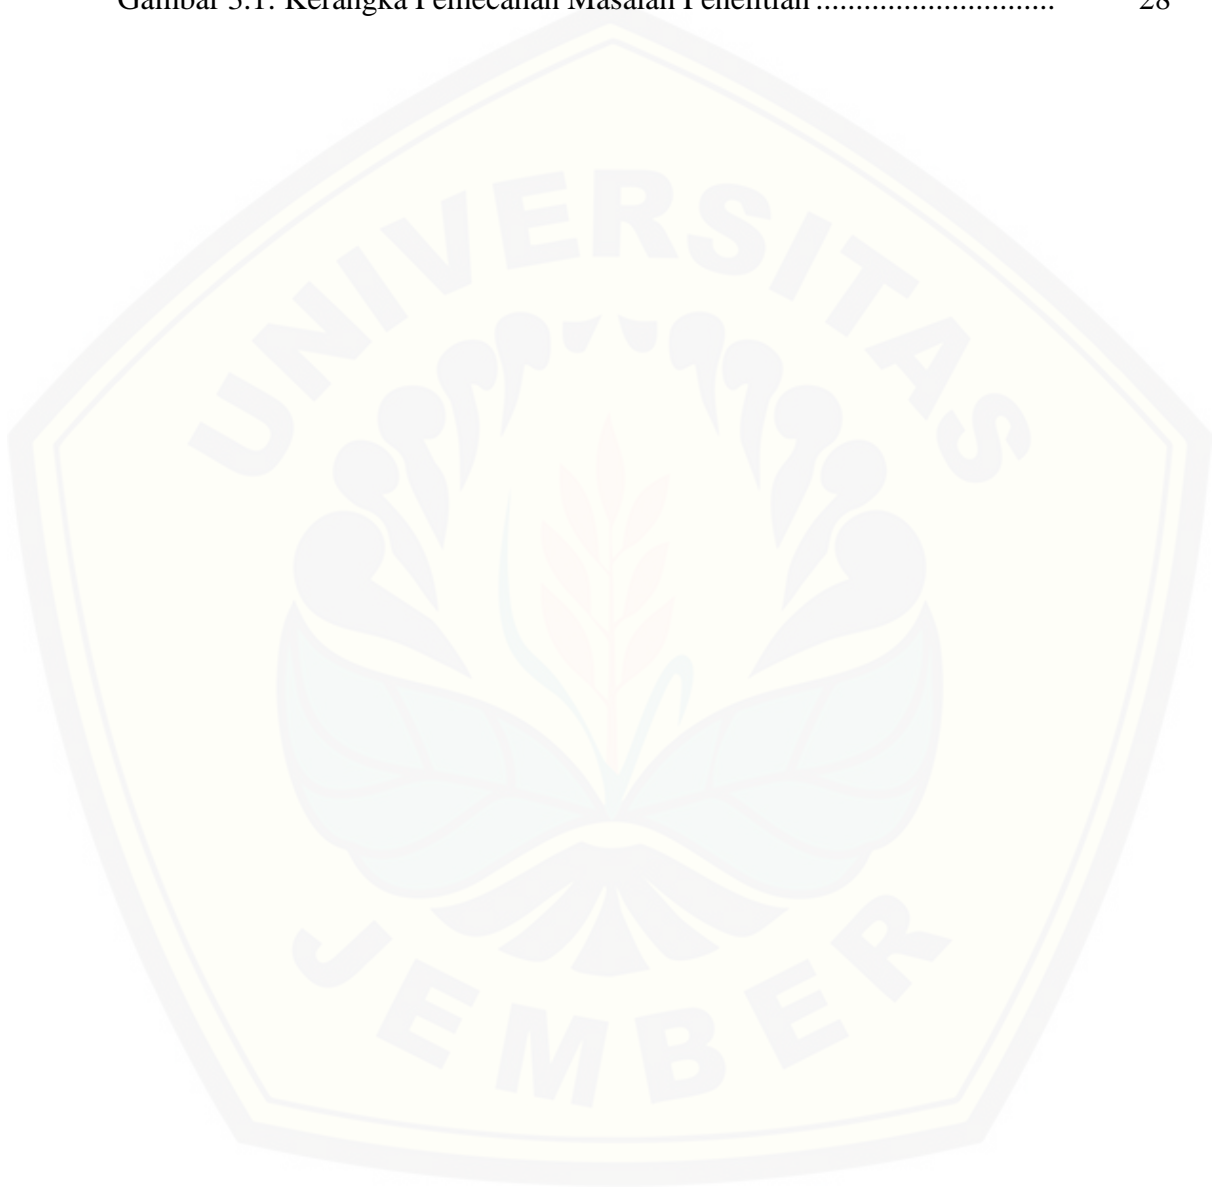 Gambar 3.1: Kerangka Pemecahan Masalah Penelitian .............................. 28
UNIVERSITAS
JEMBER